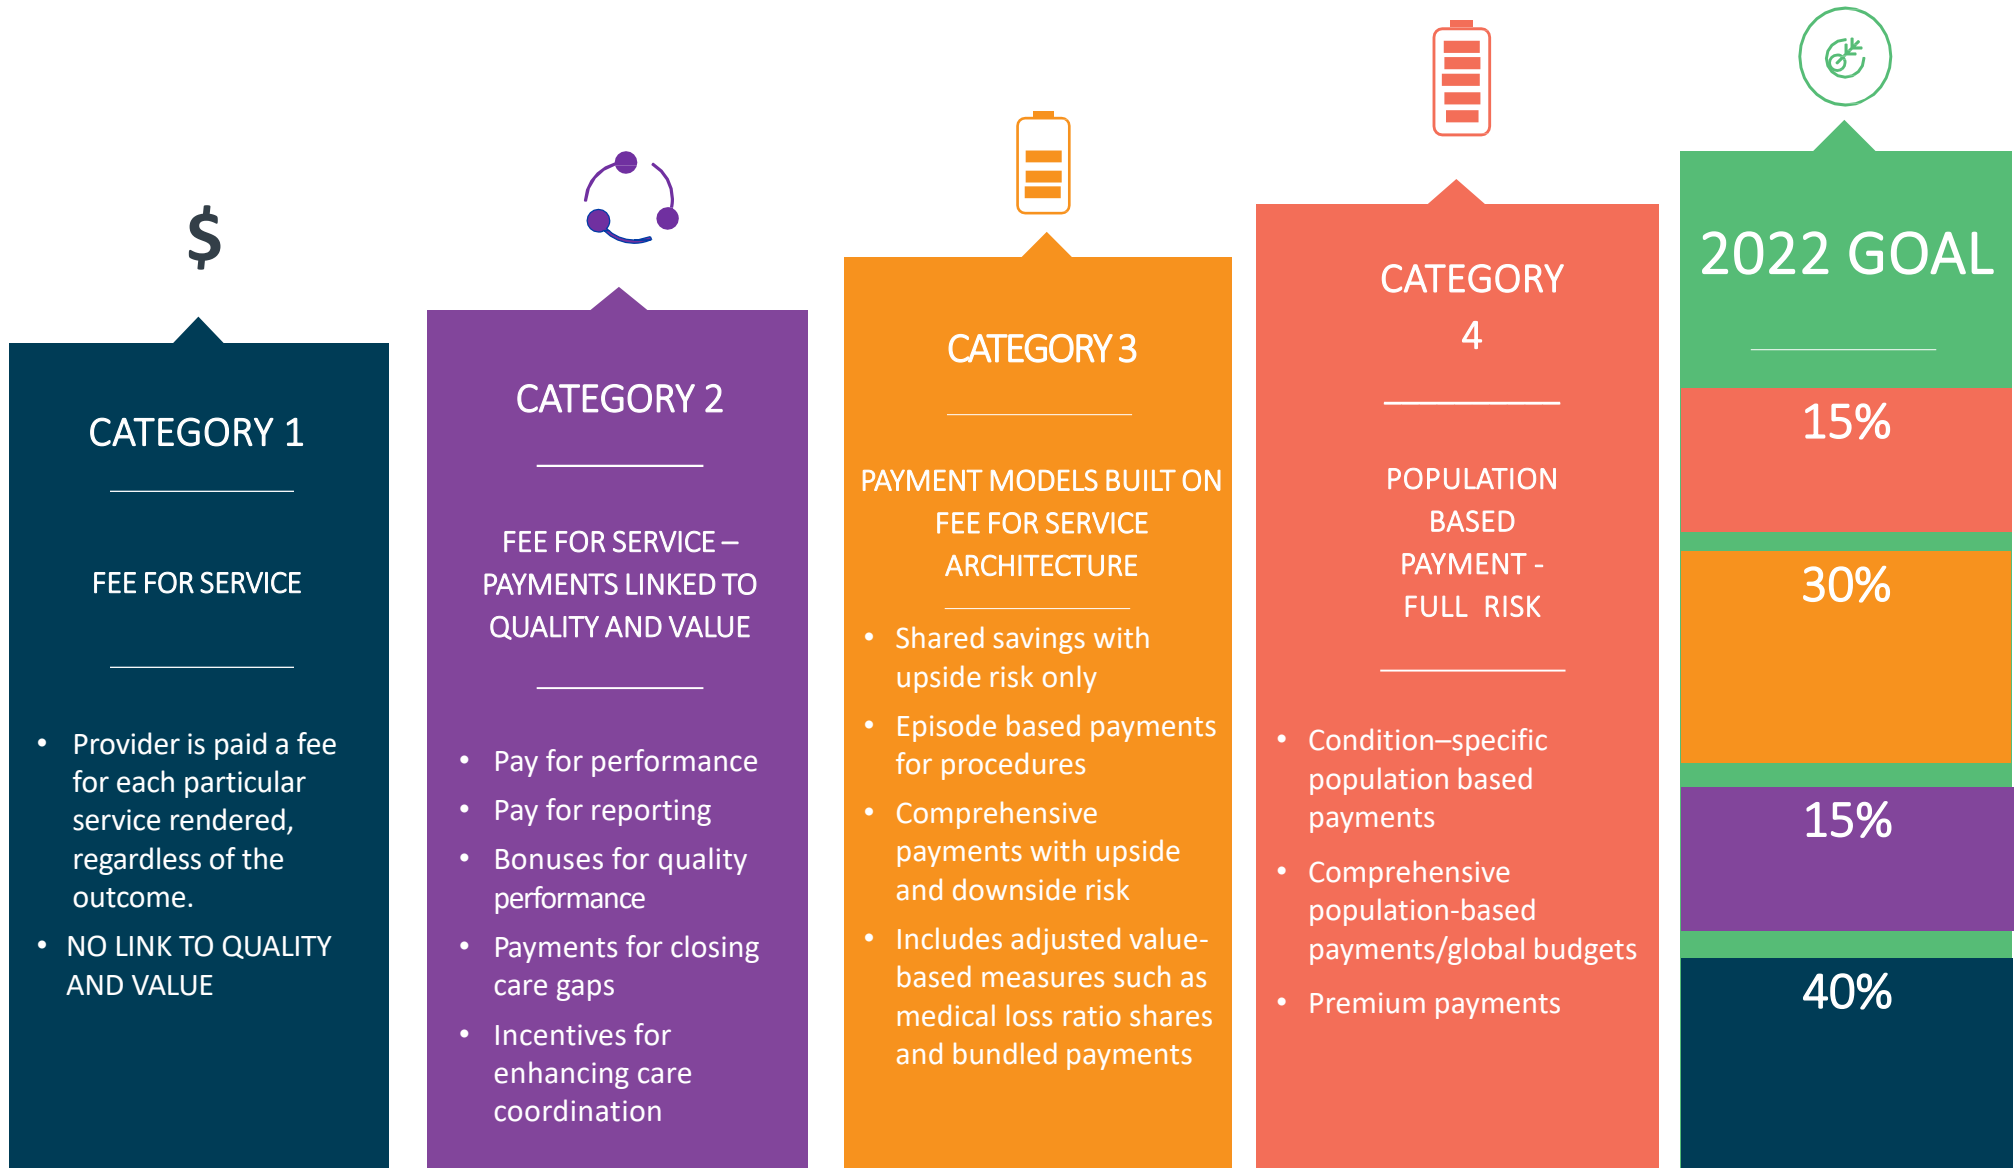 $
CATEGORY 1
FEE FOR SERVICE
• Provider is paid a fee
for each particular
service rendered,
regardless of the
outcome.
• NO LINK TO QUALITY
AND VALUE
CATEGORY 2
FEE FOR SERVICE –
PAYMENTS LINKED TO
QUALITY AND VALUE
• Pay for performance
• Pay for reporting
• Bonuses for quality
performance
• Payments for closing
care gaps
• Incentives for
enhancing care
coordination
CATEGORY 3
PAYMENT MODELS BUILT ON
FEE FOR SERVICE
ARCHITECTURE
• Shared savings with
upside risk only
• Episode based payments
for procedures
• Comprehensive
payments with upside
and downside risk
• Includes adjusted value-
based measures such as
medical loss ratio shares
and bundled payments
CATEGORY
4
POPULATION
BASED
PAYMENT -
FULL RISK
• Condition–specific
population based
payments
• Comprehensive
population-based
payments/global budgets
• Premium payments
2022 GOAL
15%
30%
15%
40%